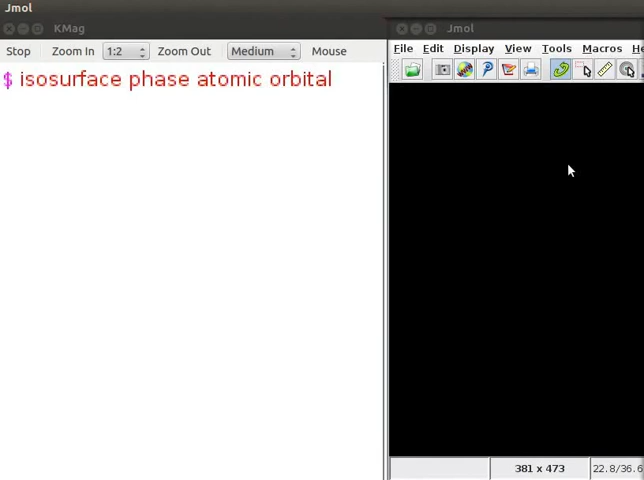 Jmol
KMag
Stop Zoom In 1:2 Zoom Out Medium Mouse
$ isosurface phase atomic orbital
Jmol
File Edit Display View Tools Macros He
381 x 473 22.8/36.6